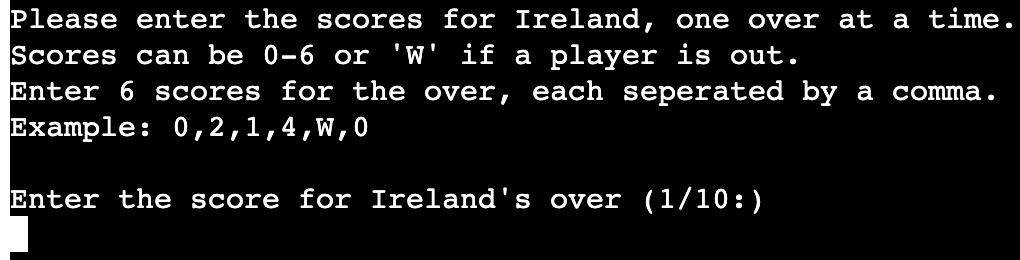 Please enter the scores for Ireland, one over at a time.
Scores can be 0-6 or 'W' if a player is out.
Enter 6 scores for the over, each seperated by a comma.
Example: 0,2,1,4,W,0
Enter the score for Ireland's over (1/10:)